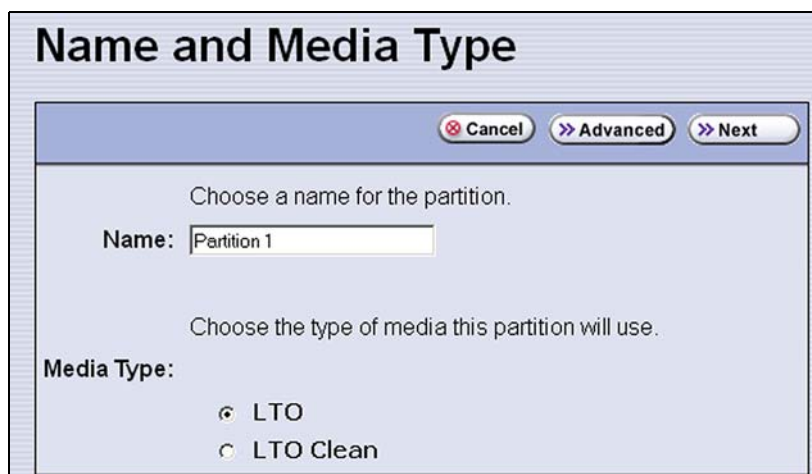 Name and Media Type
Cancel Advanced Next
Choose a name for the partition.
Name: Partition 1
Choose the type of media this partition will use.
Media Type:
LTO
LTO Clean